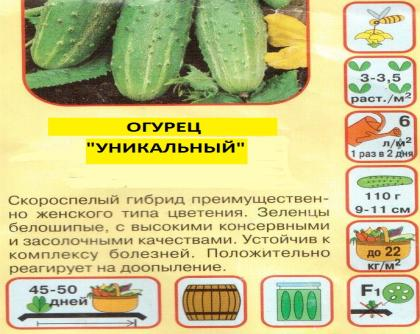 3-3,5
раст./м²
ОГУРЕЦ
"УНИКАЛЬНЫЙ"
6
л/м²
1 раз в 2 дня
110 г
9-11 см
Скороспелый гибрид преимуществен-
но женского типа цветения. Зеленцы
белошипые, с высокими консервными
и засолочными качествами. Устойчив к
комплексу болезней. Положительно
реагирует на доопыление.
до 22
кг/м²
45-50
дней
F1